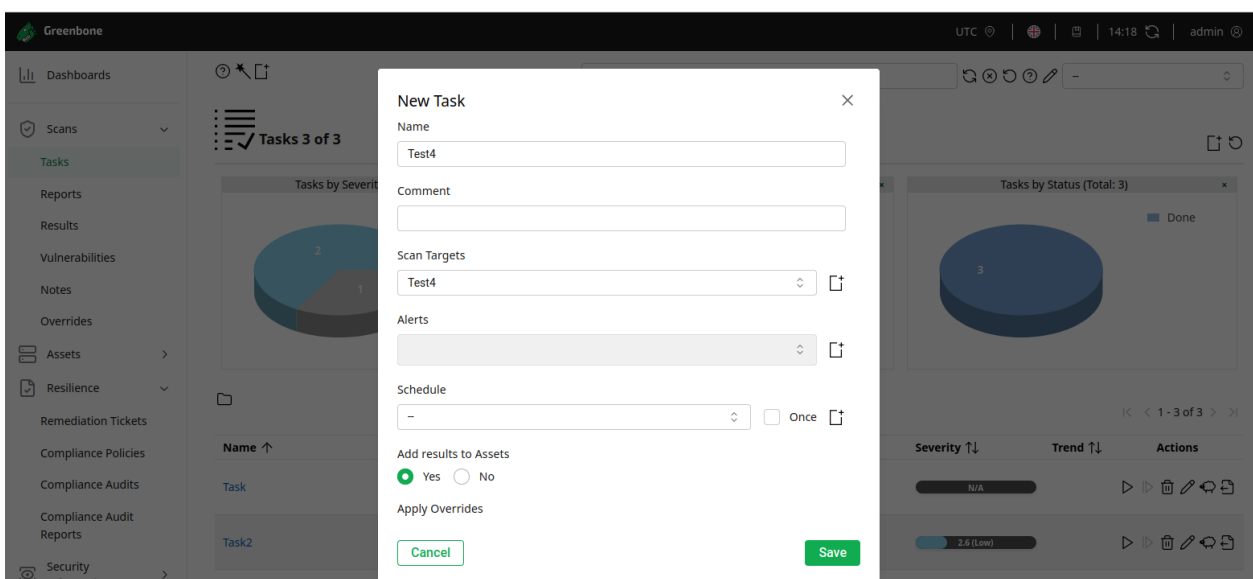 Greenbone
UTC
14:18
admin
Dashboards
Scans
Tasks
Reports
Results
Vulnerabilities
Notes
Overrides
Assets
Resilience
Remediation Tickets
Compliance Policies
Compliance Audits
Compliance Audit
Reports
Security
--
Tasks 3 of 3
Tasks by Severit
2
1
×
Tasks by Status (Total: 3)
×
Done
3
1 - 3 of 3
Name
Severity
Trend
Actions
Task
N/A
Task2
2.6 (Low)
New Task
Name
Test4
Comment
Scan Targets
Test4
Alerts
Schedule
--
Once
Add results to Assets
Yes
No
Apply Overrides
Cancel
Save